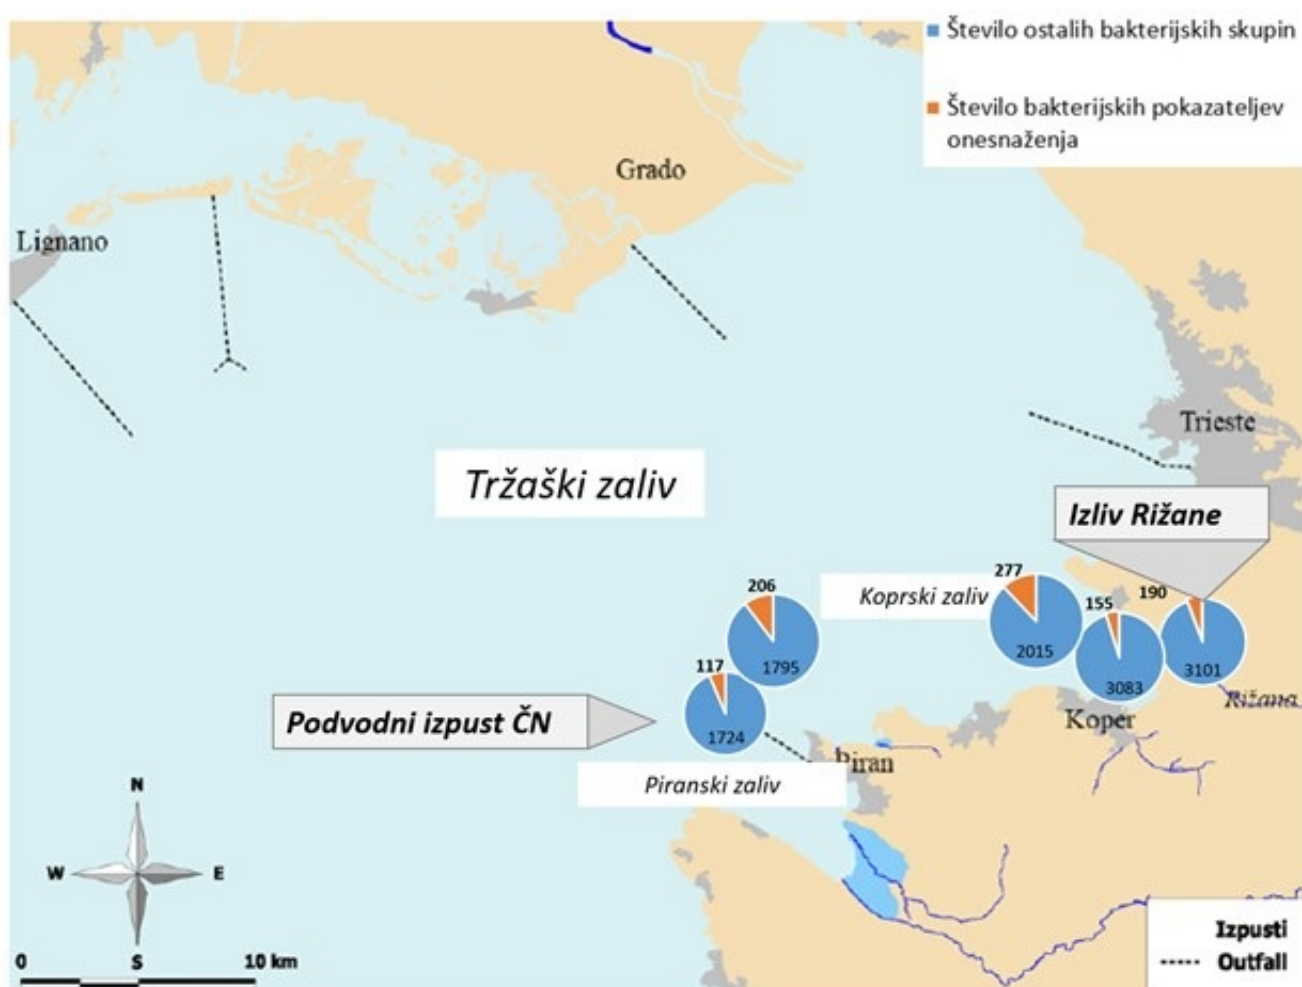 Število ostalih bakterijskih skupin
Število bakterijskih pokazateljev
onesnaženja
Grado
Lignano
Trieste
Tržaški zaliv
Izliv Rižane
Koprski zaliv
277
2015
155
3083
190
3101
206
1795
117
1724
Rižana
Koper
Podvodni izpust ČN
Piran
Piranski zaliv
N
W
E
S
0
10 km
Izpusti
Outfall